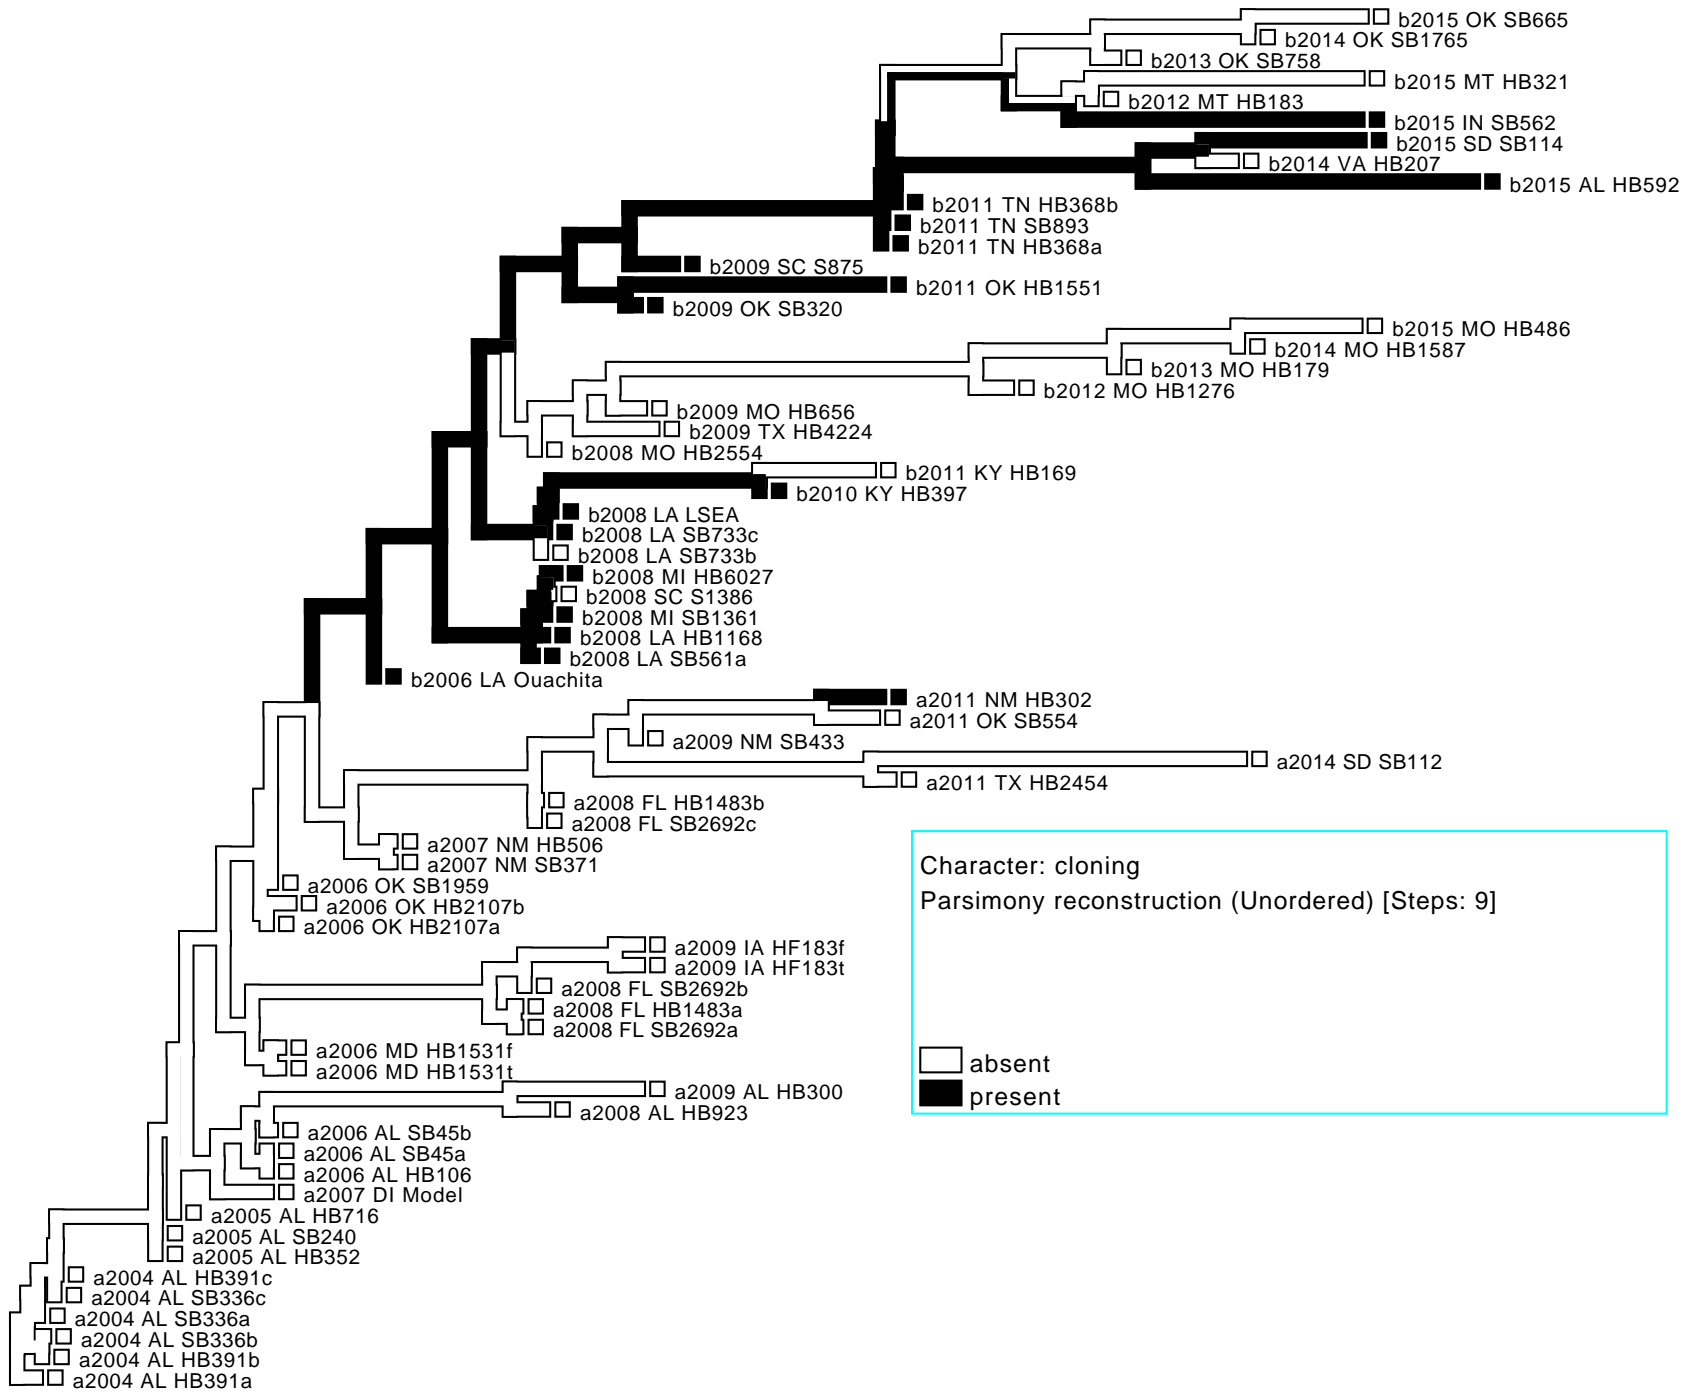 b2015 OK SB665
b2014 OK SB1765
b2013 OK SB758
b2015 MT HB321
b2012 MT HB183
b2015 IN SB562
b2015 SD SB114
b2014 VA HB207
b2015 AL HB592
b2011 TN HB368b
b2011 TN SB893
b2011 TN HB368a
b2009 SC S875
b2011 OK HB1551
b2009 OK SB320
b2015 MO HB486
b2014 MO HB1587
b2013 MO HB179
b2012 MO HB1276
b2009 MO HB656
b2009 TX HB4224
b2008 MO HB2554
b2011 KY HB169
b2010 KY HB397
b2008 LA LSEA
b2008 LA SB733c
b2008 LA SB733b
b2008 MI HB6027
b2008 SC S1386
b2008 MI SB1361
b2008 LA HB1168
b2008 LA SB561a
b2006 LA Ouachita
a2011 NM HB302
a2011 OK SB554
a2009 NM SB433
a2014 SD SB112
a2011 TX HB2454
a2008 FL HB1483b
a2008 FL SB2692c
a2007 NM HB506
a2007 NM SB371
a2006 OK SB1959
a2006 OK HB2107b
a2006 OK HB2107a
a2009 IA HF183f
a2009 IA HF183t
a2008 FL SB2692b
a2008 FL HB1483a
a2008 FL SB2692a
a2006 MD HB1531f
a2006 MD HB1531t
a2009 AL HB300
a2008 AL HB923
a2006 AL SB45b
a2006 AL SB45a
a2006 AL HB106
a2007 DI Model
a2005 AL HB716
a2005 AL SB240
a2005 AL HB352
a2004 AL HB391c
a2004 AL SB336c
a2004 AL SB336a
a2004 AL SB336b
a2004 AL HB391b
a2004 AL HB391a
Character: cloning
Parsimony reconstruction (Unordered) [Steps: 9]
absent
present